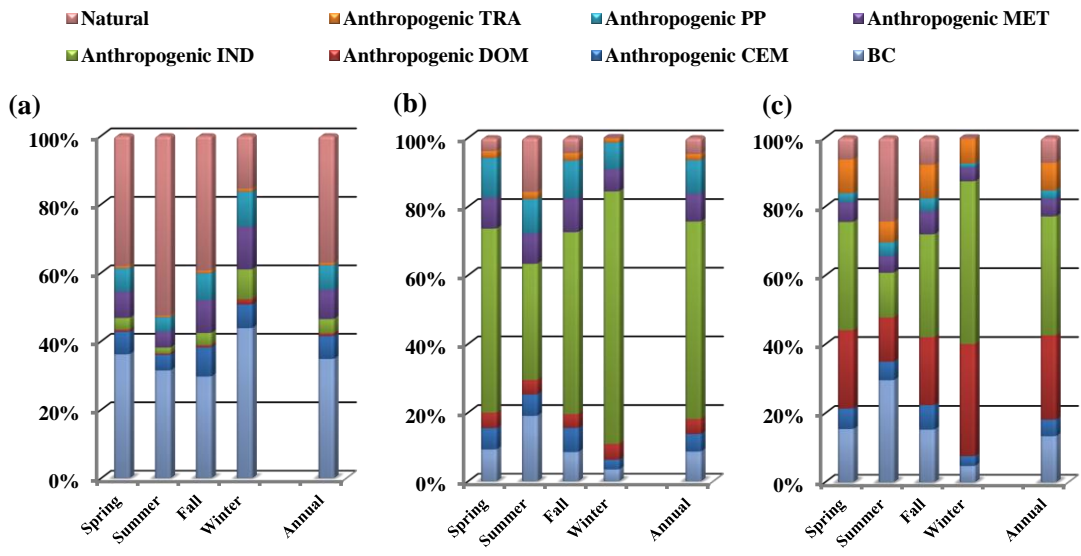 Natural Anthropogenic TRA Anthropogenic PP Anthropogenic MET
Anthropogenic IND Anthropogenic DOM Anthropogenic CEM BC
(a)
100%
80%
60%
40%
20%
0%
Spring Summer Fall Winter Annual
(b)
100%
80%
60%
40%
20%
0%
Spring Summer Fall Winter Annual
(c)
100%
80%
60%
40%
20%
0%
Spring Summer Fall Winter Annual